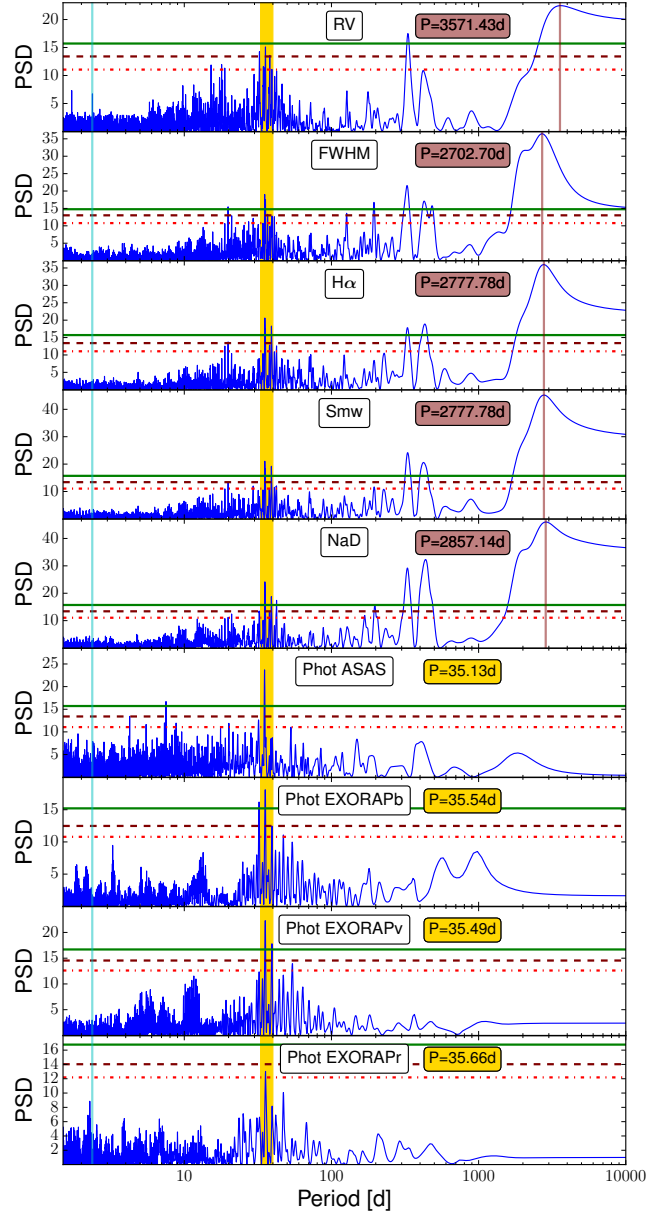 RV P=3571.43d
PSD
20
15
10
5
FWHM P=2702.70d
PSD
35
30
25
20
15
10
5
Hα P=2777.78d
PSD
35
30
25
20
15
10
5
Smw P=2777.78d
PSD
40
30
20
10
NaD P=2857.14d
PSD
40
30
20
10
Phot ASAS P=35.13d
PSD
25
20
15
10
5
Phot EXORAPb P=35.54d
PSD
15
10
5
Phot EXORAPv P=35.49d
PSD
20
15
10
5
Phot EXORAPr P=35.66d
PSD
16
14
12
10
8
6
4
2
10 100 1000 10000
Period [d]